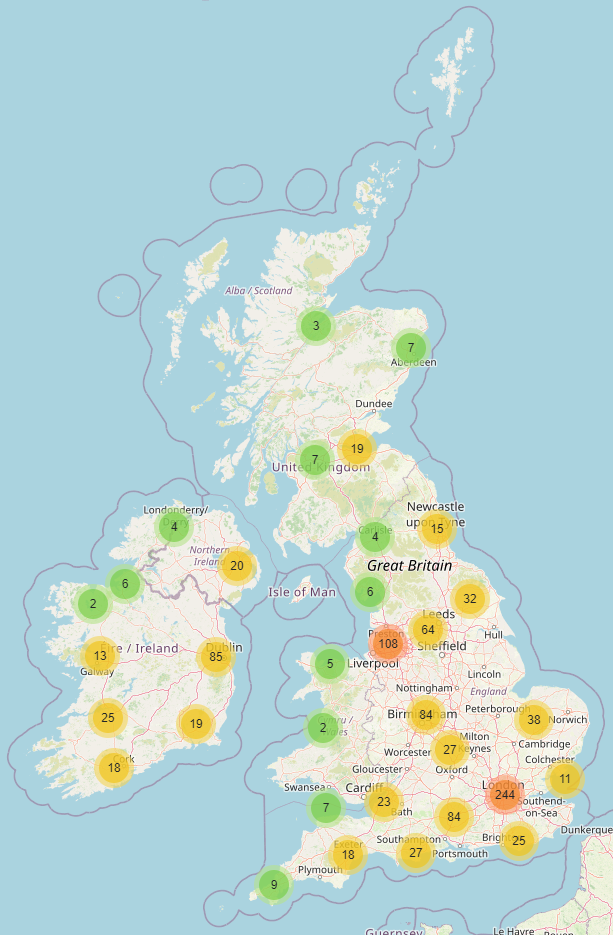 Alba / Scotland
3
7
Aberdeen
Dundee
19
7
United Kingdom
Londonderry/
4
Newcastle
upon Tyne
15
Carlisle
4
Northern
Ireland
20
Great Britain
6
2
6
Isle of Man
32
Leeds
64
Hull
Preston
108
Sheffield
Éire / Ireland
13
Galway
Dublin
85
5
Liverpool
Lincoln
Nottingham
England
25
19
2
Birmingham
84
Peterborough
38
Norwich
Worcester
27
Milton
Keynes
Cambridge
Cork
18
Gloucester
Oxford
Colchester
11
Swansea
Cardiff
London
244
7
23
Bath
84
Southend-
on-Sea
Exeter
18
Southampton
27
Portsmouth
25
Dunkerque
Plymouth
9
Guernsey
Le Havre
Rouen